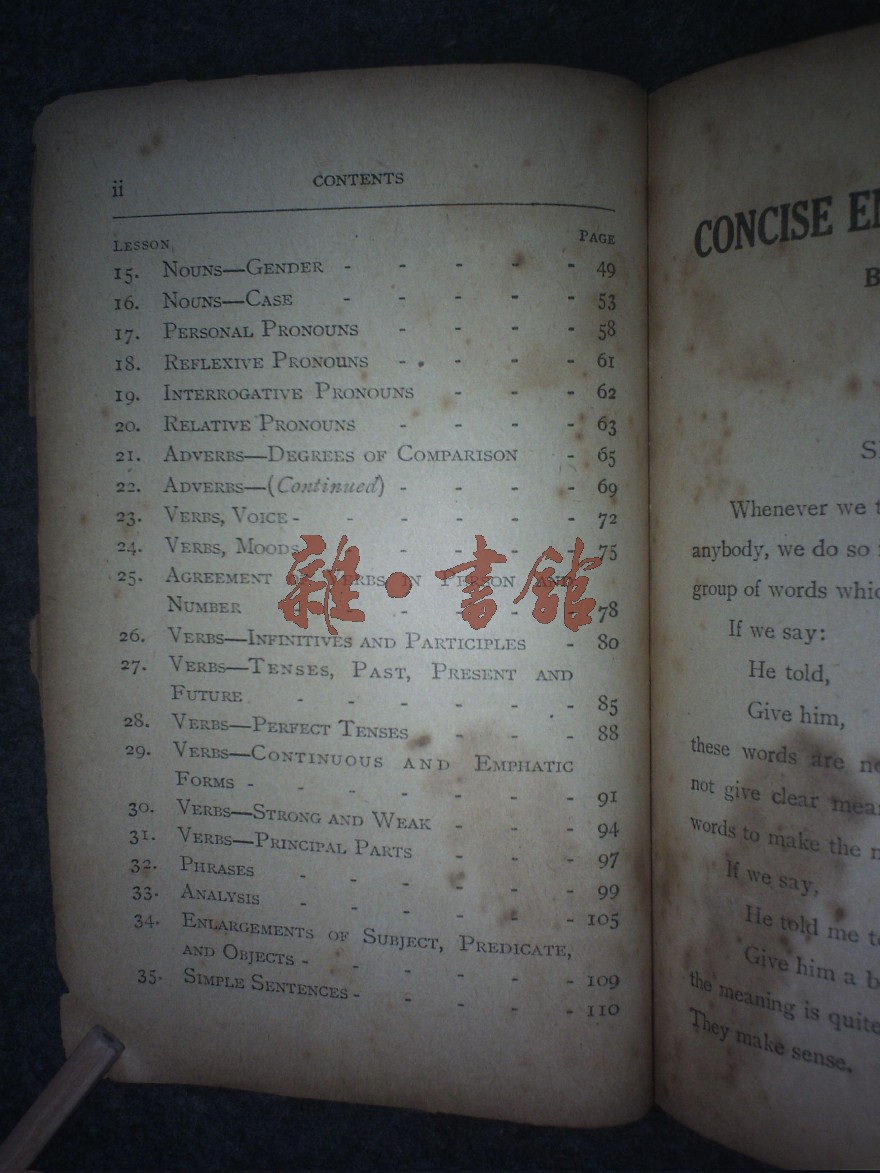 ii CONTENTS
LESSON PAGE
15. NOUNS—GENDER - - - - - 49
16. NOUNS—CASE - - - - - 53
17. PERSONAL PRONOUNS - - - - 58
18. REFLEXIVE PRONOUNS - - - - 61
19. INTERROGATIVE PRONOUNS - - - 62
20. RELATIVE PRONOUNS - - - - 63
21. ADVERBS—DEGREES OF COMPARISON - 65
22. ADVERBS—(Continued) - - - - 69
23. VERBS, VOICE - - - - - - 72
24. VERBS, MOODS 75
25. AGREEMENT OF VERBS IN PERSON AND
NUMBER - - - 78
26. VERBS—INFINITIVES AND PARTICIPLES - 80
27. VERBS—TENSES, PAST, PRESENT AND
FUTURE - - - - - - 85
28. VERBS—PERFECT TENSES - - - 88
29. VERBS—CONTINUOUS AND EMPHATIC
FORMS - - - - - - - 91
30. VERBS—STRONG AND WEAK - - - 94
31. VERBS—PRINCIPAL PARTS - - - 97
32. PHRASES - - - - - - 99
33. ANALYSIS - - - - - - 105
34. ENLARGEMENTS OF SUBJECT, PREDICATE,
AND OBJECTS - - - - - - 109
35. SIMPLE SENTENCES - - - - - 110
雜·書館
CONCISE
Whenever we
anybody, we do so
group of words
If we say:
He told,
Give him,
these words are
not give clear
words to make the
If we say,
He told me
Give him a
the meaning is quite
They make sense.